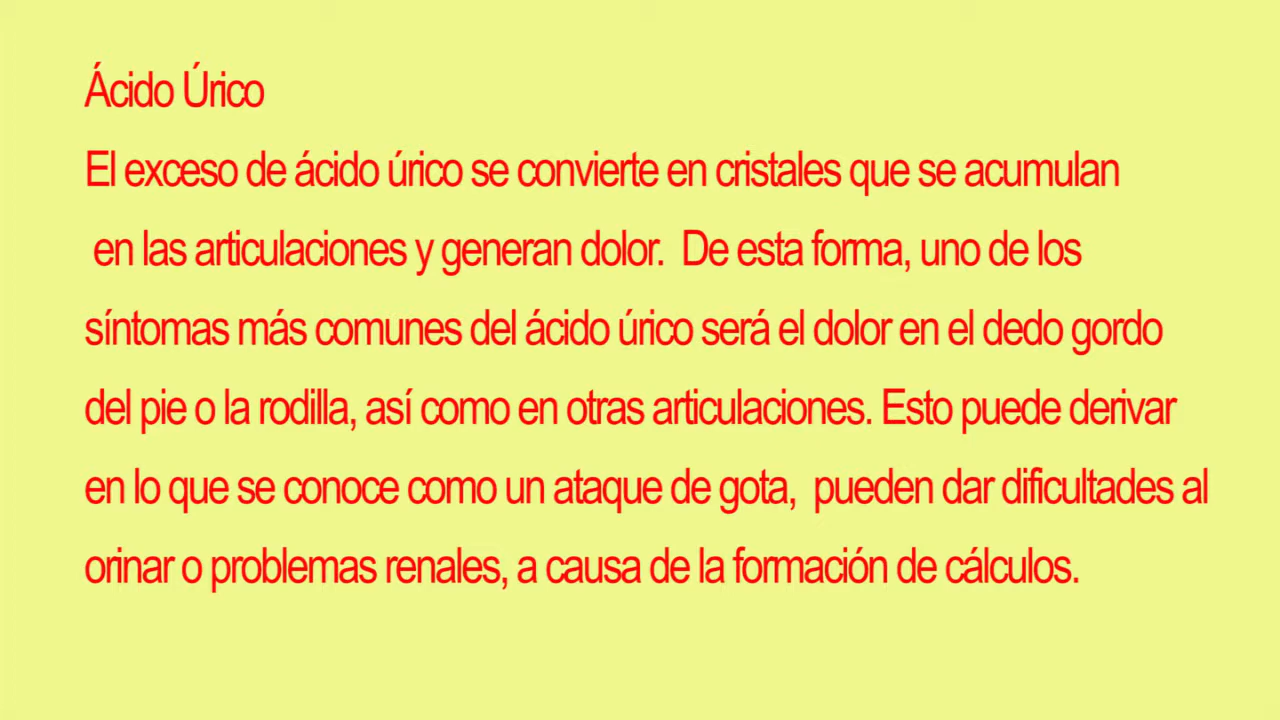 Ácido Úrico
El exceso de ácido úrico se convierte en cristales que se acumulan
en las articulaciones y generan dolor.  De esta forma, uno de los
síntomas más comunes del ácido úrico será el dolor en el dedo gordo
del pie o la rodilla, así como en otras articulaciones. Esto puede derivar
en lo que se conoce como un ataque de gota,  pueden dar dificultades al
orinar o problemas renales, a causa de la formación de cálculos.